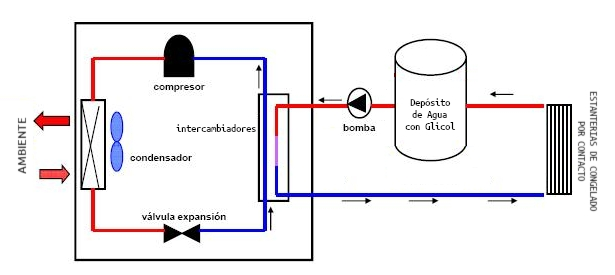 compresor
intercambiadores
condensador
válvula expansión
AMBIENTE
bomba
Depósito
de Agua
con Glicol
ESTANTERIAS DE CONGELADO
POR CONTACTO